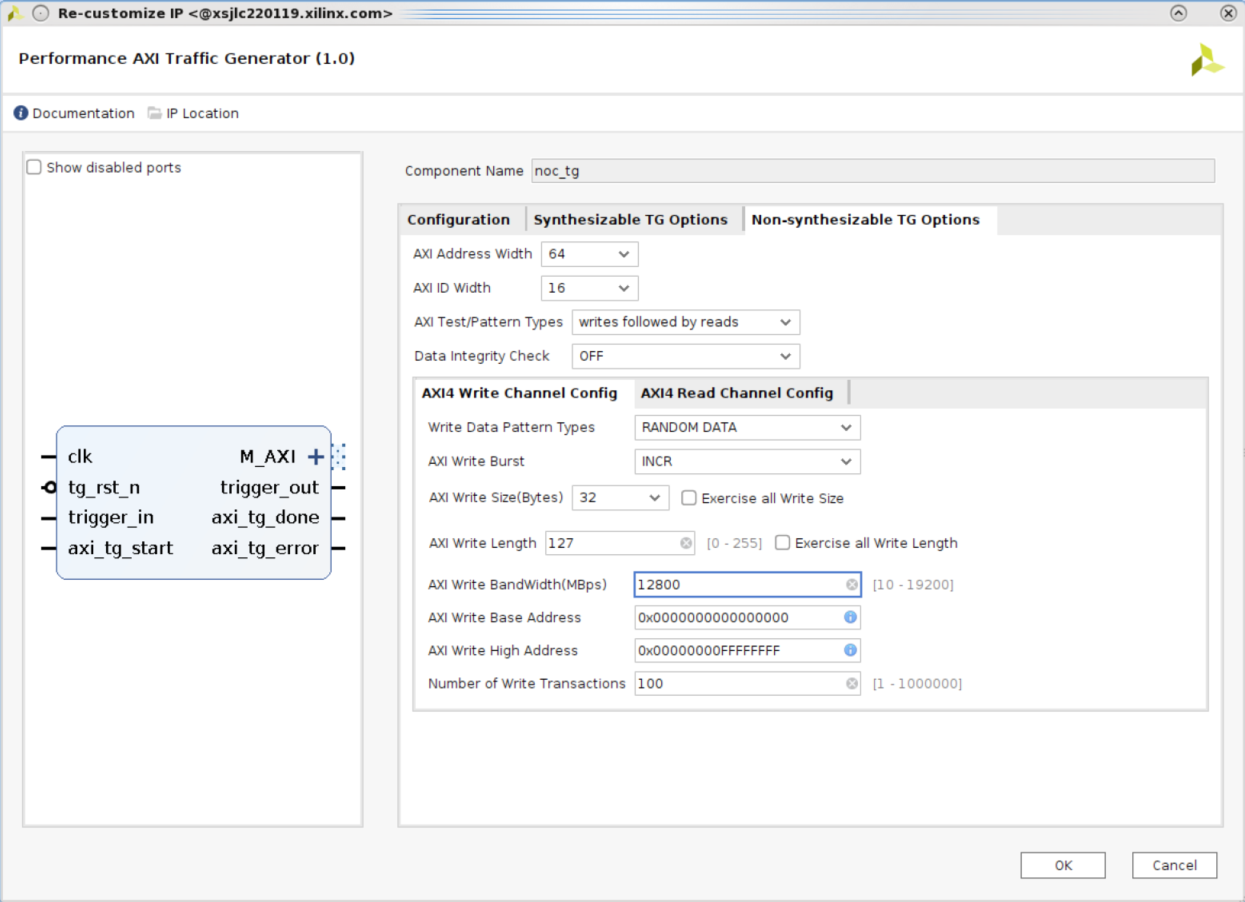 Re-customize IP <@xsjlc220119.xilinx.com>
Performance AXI Traffic Generator (1.0)
Documentation IP Location
Show disabled ports
clk M_AXI
tg_rst_n trigger_out
trigger_in axi_tg_done
axi_tg_start axi_tg_error
Component Name noc_tg
Configuration Synthesizable TG Options Non-synthesizable TG Options
AXI Address Width 64
AXI ID Width 16
AXI Test/Pattern Types writes followed by reads
Data Integrity Check OFF
AXI4 Write Channel Config AXI4 Read Channel Config
Write Data Pattern Types RANDOM DATA
AXI Write Burst INCR
AXI Write Size(Bytes) 32 Exercise all Write Size
AXI Write Length 127 [0 - 255] Exercise all Write Length
AXI Write BandWidth(MBps) 12800 [10 - 19200]
AXI Write Base Address 0x0000000000000000
AXI Write High Address 0x00000000FFFFFFFF
Number of Write Transactions 100 [1 - 1000000]
OK Cancel